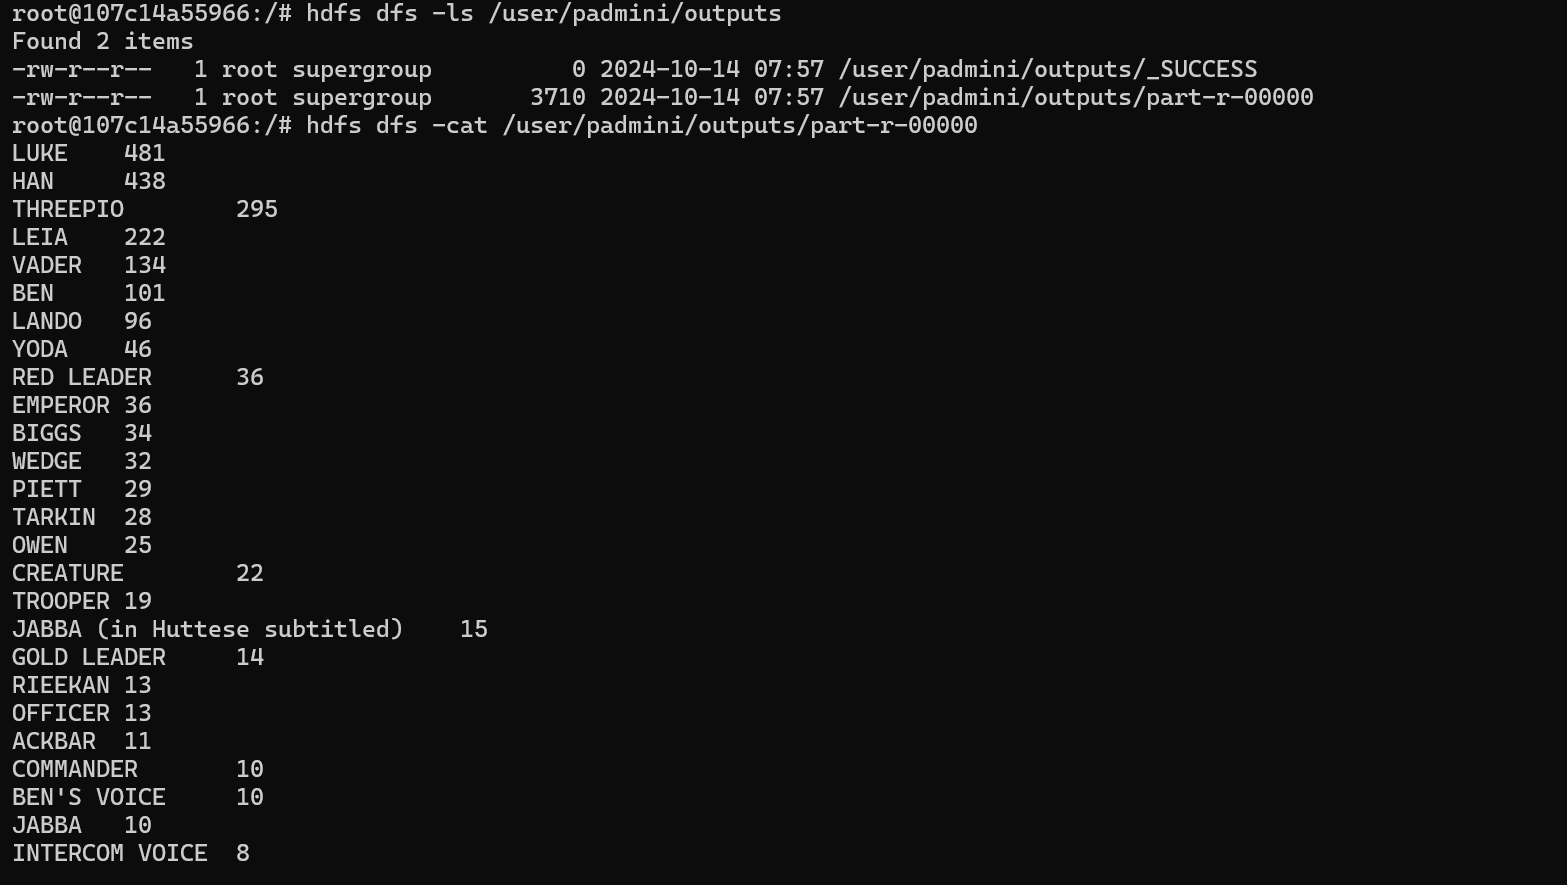 root@107c14a55966:/# hdfs dfs -ls /user/padmini/outputs
Found 2 items
-rw-r--r--   1 root supergroup          0 2024-10-14 07:57 /user/padmini/outputs/_SUCCESS
-rw-r--r--   1 root supergroup       3710 2024-10-14 07:57 /user/padmini/outputs/part-r-00000
root@107c14a55966:/# hdfs dfs -cat /user/padmini/outputs/part-r-00000
LUKE    481
HAN     438
THREEPIO        295
LEIA    222
VADER   134
BEN     101
LANDO   96
YODA    46
RED LEADER      36
EMPEROR 36
BIGGS   34
WEDGE   32
PIETT   29
TARKIN  28
OWEN    25
CREATURE        22
TROOPER 19
JABBA (in Huttese subtitled)    15
GOLD LEADER     14
RIEEKAN 13
OFFICER 13
ACKBAR  11
COMMANDER       10
BEN'S VOICE     10
JABBA   10
INTERCOM VOICE  8